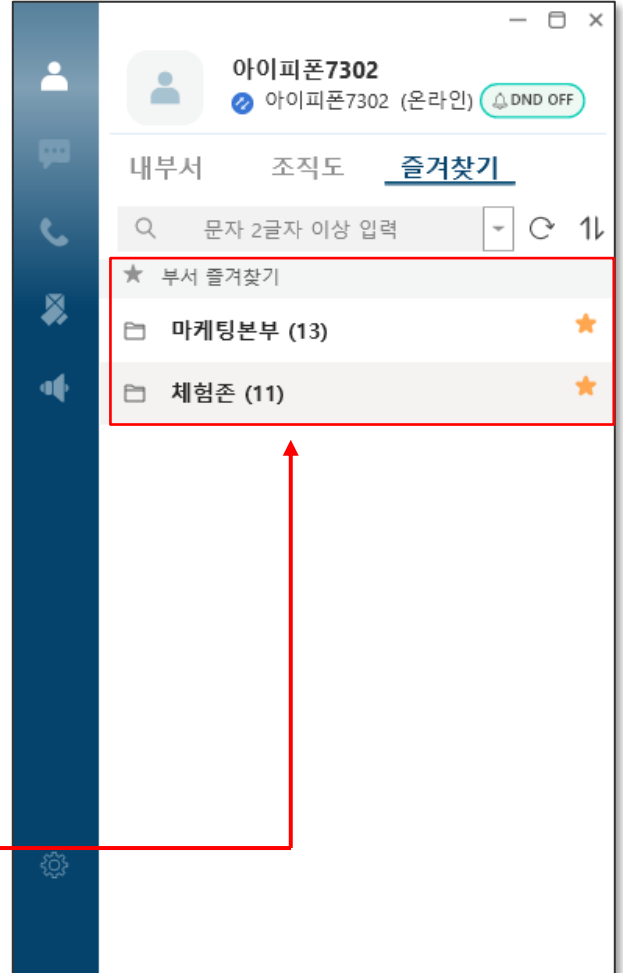 아이피폰7302
아이피폰7302 (온라인) DND OFF
내부서 조직도 즐겨찾기
문자 2글자 이상 입력
부서 즐겨찾기
마케팅본부 (13)
체험존 (11)